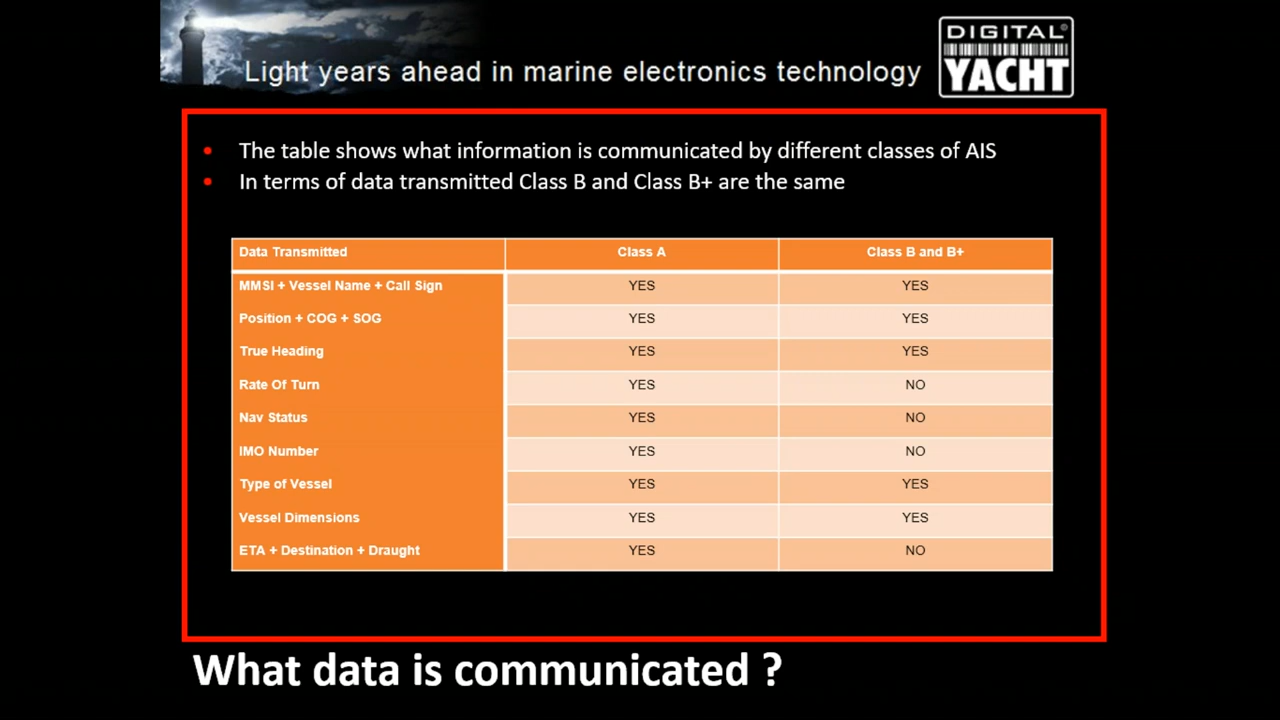 Light years ahead in marine electronics technology
DIGITAL®
YACHT
• The table shows what information is communicated by different classes of AIS
• In terms of data transmitted Class B and Class B+ are the same
Data Transmitted Class A Class B and B+
MMSI + Vessel Name + Call Sign YES YES
Position + COG + SOG YES YES
True Heading YES YES
Rate Of Turn YES NO
Nav Status YES NO
IMO Number YES NO
Type of Vessel YES YES
Vessel Dimensions YES YES
ETA + Destination + Draught YES NO
What data is communicated ?